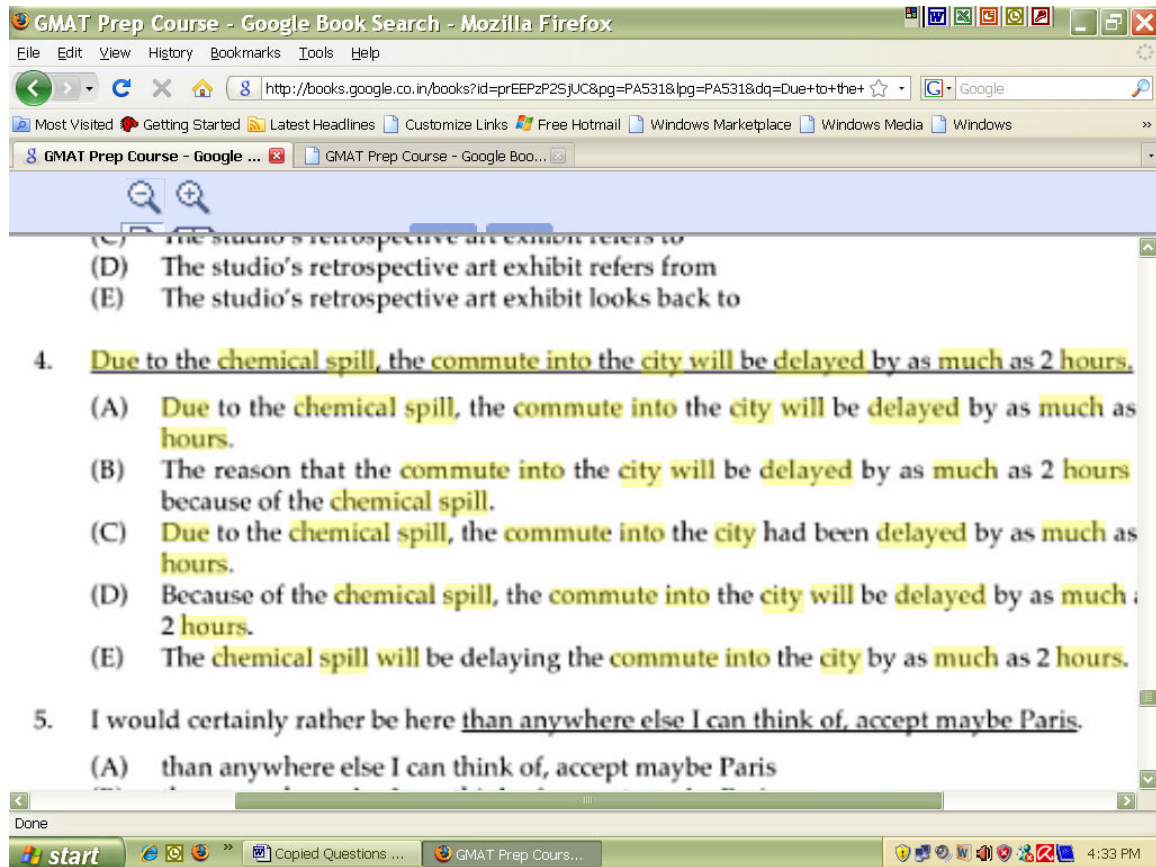 GMAT Prep Course - Google Book Search - Mozilla Firefox
File Edit View History Bookmarks Tools Help
http://books.google.co.in/books?id=prEEPzP2SjUC&pg=PA531&lpg=PA531&dq=Due+to+the+ Google
Most Visited Getting Started Latest Headlines Customize Links Free Hotmail Windows Marketplace Windows Media Windows »
GMAT Prep Course - Google ... GMAT Prep Course - Google Boo...
(C) The studio's retrospective art exhibit refers to
(D) The studio's retrospective art exhibit refers from
(E) The studio's retrospective art exhibit looks back to
4. Due to the chemical spill, the commute into the city will be delayed by as much as 2 hours.
(A) Due to the chemical spill, the commute into the city will be delayed by as much as
hours.
(B) The reason that the commute into the city will be delayed by as much as 2 hours
because of the chemical spill.
(C) Due to the chemical spill, the commute into the city had been delayed by as much as
hours.
(D) Because of the chemical spill, the commute into the city will be delayed by as much
2 hours.
(E) The chemical spill will be delaying the commute into the city by as much as 2 hours.
5. I would certainly rather be here than anywhere else I can think of, accept maybe Paris.
(A) than anywhere else I can think of, accept maybe Paris
Done
start » Copied Questions ... GMAT Prep Cours... 4:33 PM